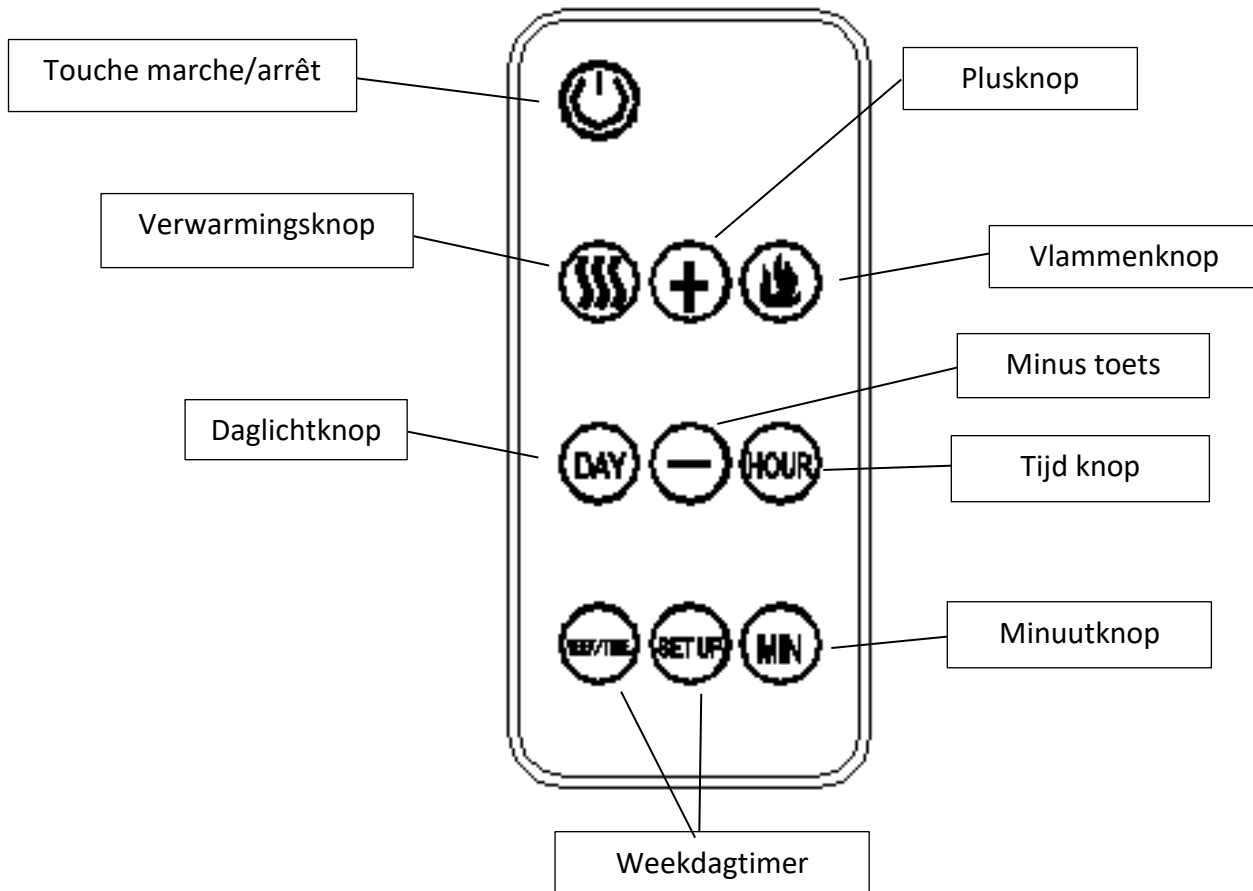 Touche marche/arrêt
Plusknop
Verwarmingsknop
Vlammenknop
Minus toets
Daglichtknop
DAY
HOUR
Tijd knop
SET UP
MIN
Minuutknop
Weekdagtimer